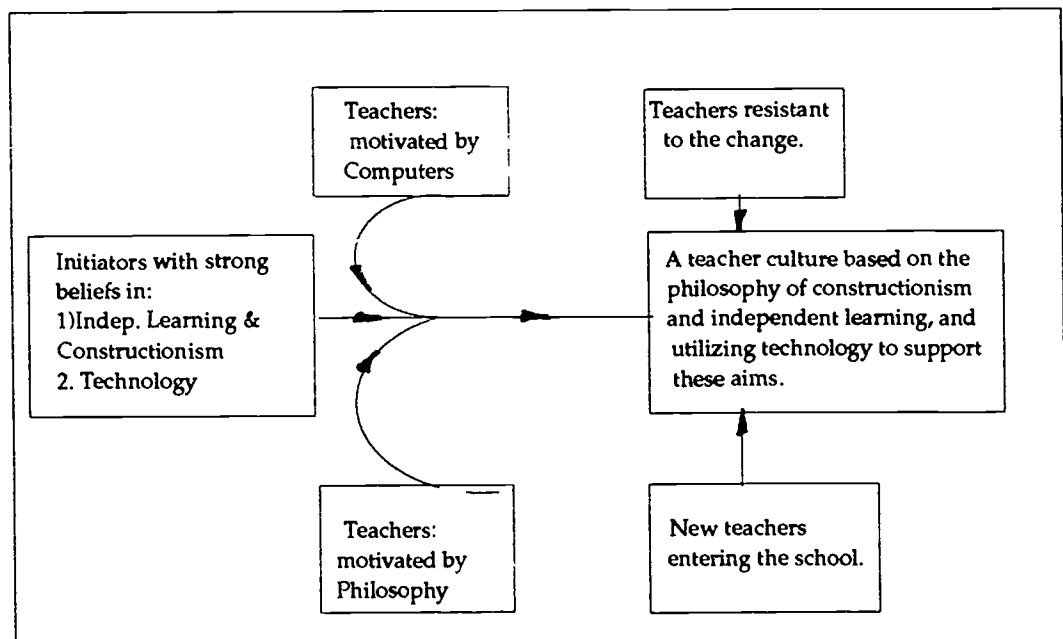 Teachers:
motivated by
Computers
Teachers resistant
to the change.
Initiators with strong
beliefs in:
1)Indep. Learning &
Constructionism
2. Technology
A teacher culture based on the
philosophy of constructionism
and independent learning, and
utilizing technology to support
these aims.
Teachers:
motivated by
Philosophy
New teachers
entering the school.